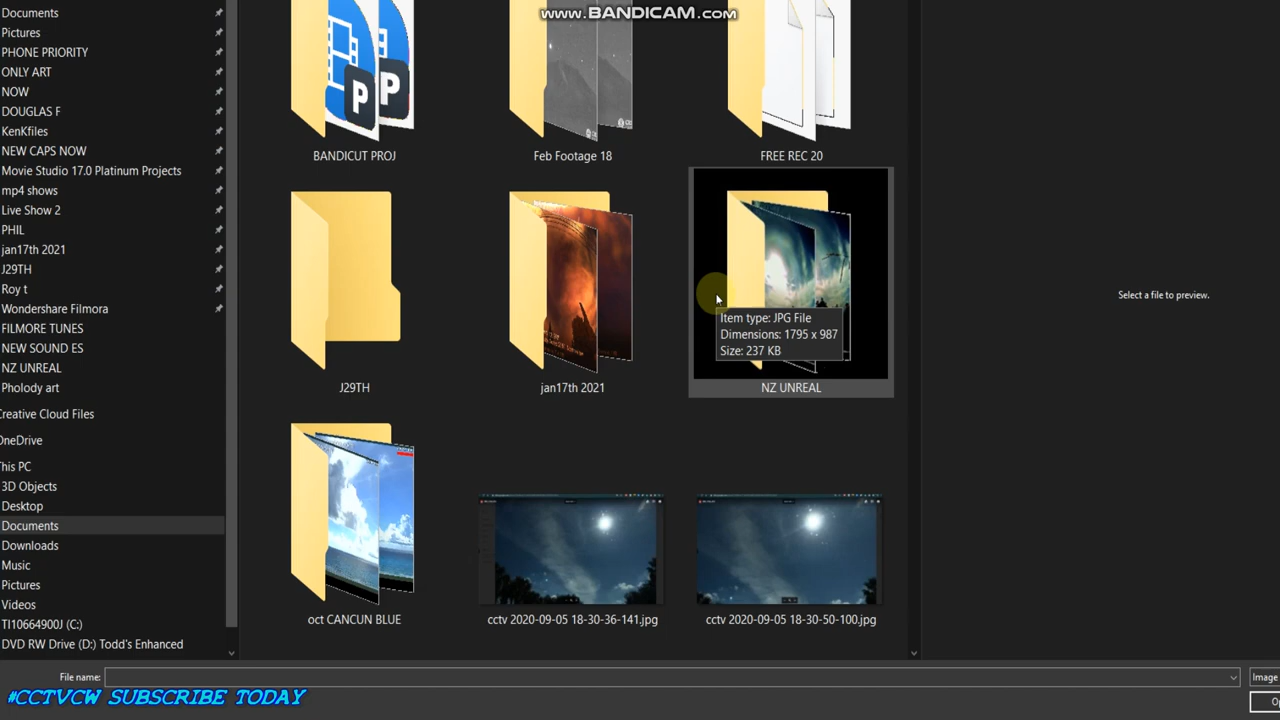 www.BANDICAM.com
Documents
Pictures
PHONE PRIORITY
ONLY ART
NOW
DOUGLAS F
KenKfiles
NEW CAPS NOW
Movie Studio 17.0 Platinum Projects
mp4 shows
Live Show 2
PHIL
jan17th 2021
J29TH
Roy t
Wondershare Filmora
FILMORE TUNES
NEW SOUND ES
NZ UNREAL
Pholody art
Creative Cloud Files
OneDrive
This PC
3D Objects
Desktop
Documents
Downloads
Music
Pictures
Videos
TI10664900J (C:)
DVD RW Drive (D:) Todd's Enhanced
P
P
BANDICUT PROJ
Feb Footage 18
FREE REC 20
J29TH
jan17th 2021
NZ UNREAL
Item type: JPG File
Dimensions: 1795 x 987
Size: 237 KB
oct CANCUN BLUE
cctv 2020-09-05 18-30-36-141.jpg
cctv 2020-09-05 18-30-50-100.jpg
Select a file to preview.
File name:
Image
#CCTVCW SUBSCRIBE TODAY